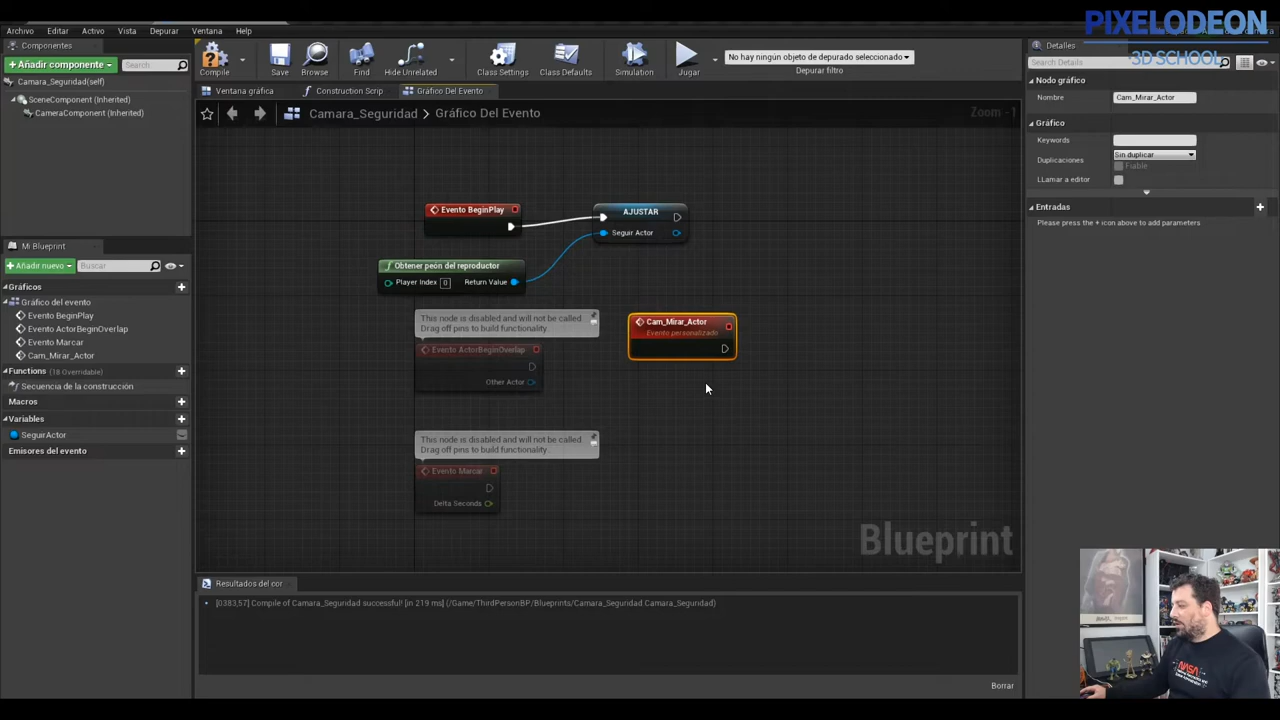 PIXELODEON
3D SCHOOL
Archivo Editar Activo Vista Depurar Ventana Help
Componentes
Añadir componente
Search
Camara_Seguridad(self)
SceneComponent (Inherited)
CameraComponent (Inherited)
Compile
Save
Browse
Find
Hide Unrelated
Class Settings
Class Defaults
Simulation
Jugar
No hay ningún objeto de depurado seleccionado
Depurar filtro
Ventana gráfica
Construction Scrip
Gráfico Del Evento
Camara_Seguridad > Gráfico Del Evento
Zoom -1
Mi Blueprint
Añadir nuevo
Buscar
Gráficos
Gráfico del evento
Evento BeginPlay
Evento ActorBeginOverlap
Evento Marcar
Cam_Mirar_Actor
Functions (18 Overridable)
Secuencia de la construcción
Macros
Variables
SeguirActor
Emisores del evento
Evento BeginPlay
AJUSTAR
Seguir Actor
Obtener peón del reproductor
Player Index 0
Return Value
This node is disabled and will not be called.
Drag off pins to build functionality.
Evento ActorBeginOverlap
Other Actor
Cam_Mirar_Actor
Evento personalizado
This node is disabled and will not be called.
Drag off pins to build functionality.
Evento Marcar
Delta Seconds
Blueprint
Resultados del cor
[0383,57] Compile of Camara_Seguridad successful! [in 219 ms] (/Game/ThirdPersonBP/Blueprints/Camara_Seguridad.Camara_Seguridad)
Borrar
Detalles
Search Details
Nodo gráfico
Nombre
Cam_Mirar_Actor
Gráfico
Keywords
Duplicaciones
Sin duplicar
Fiable
LLamar a editor
Entradas
Please press the + icon above to add parameters
NASA